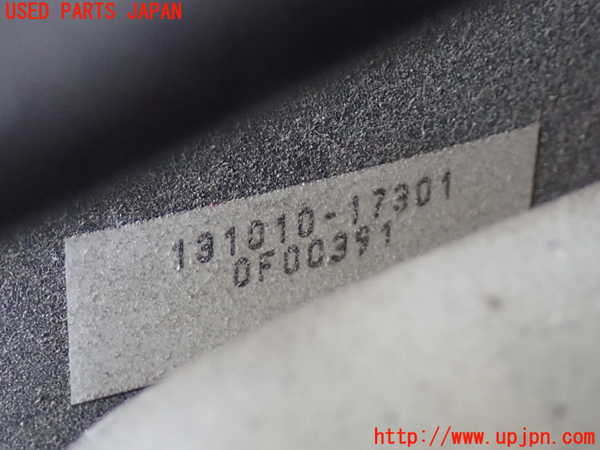 USED PARTS JAPAN
131010-17301
0F00391
http://www.upjpn.com/